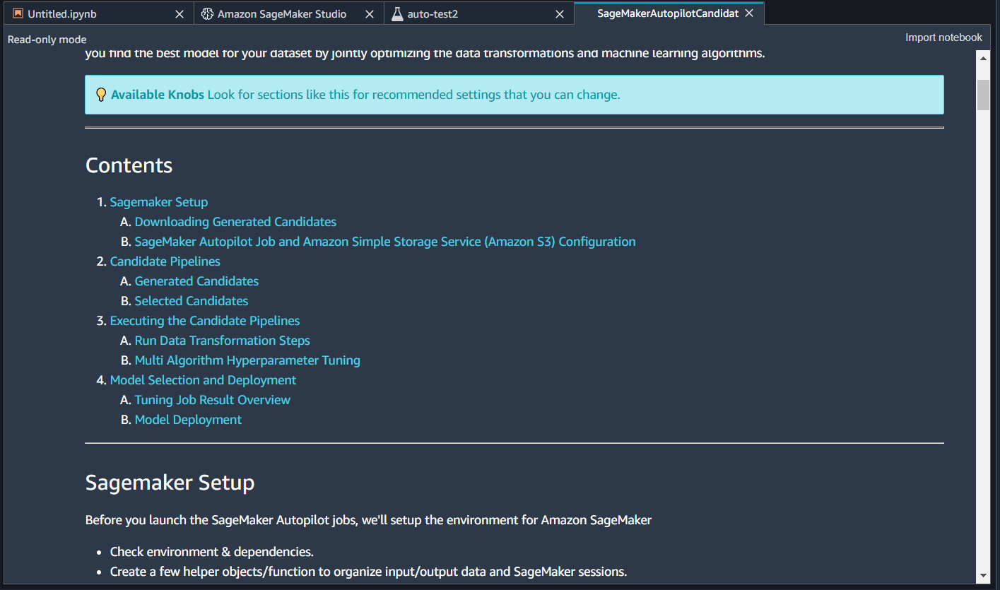 Untitled.ipynb
Amazon SageMaker Studio
auto-test2
SageMakerAutopilotCandidat
Read-only mode
Import notebook
you find the best model for your dataset by jointly optimizing the data transformations and machine learning algorithms.
Available Knobs Look for sections like this for recommended settings that you can change.
Contents
1. Sagemaker Setup
A. Downloading Generated Candidates
B. SageMaker Autopilot Job and Amazon Simple Storage Service (Amazon S3) Configuration
2. Candidate Pipelines
A. Generated Candidates
B. Selected Candidates
3. Executing the Candidate Pipelines
A. Run Data Transformation Steps
B. Multi Algorithm Hyperparameter Tuning
4. Model Selection and Deployment
A. Tuning Job Result Overview
B. Model Deployment
Sagemaker Setup
Before you launch the SageMaker Autopilot jobs, we'll setup the environment for Amazon SageMaker
• Check environment & dependencies.
• Create a few helper objects/function to organize input/output data and SageMaker sessions.